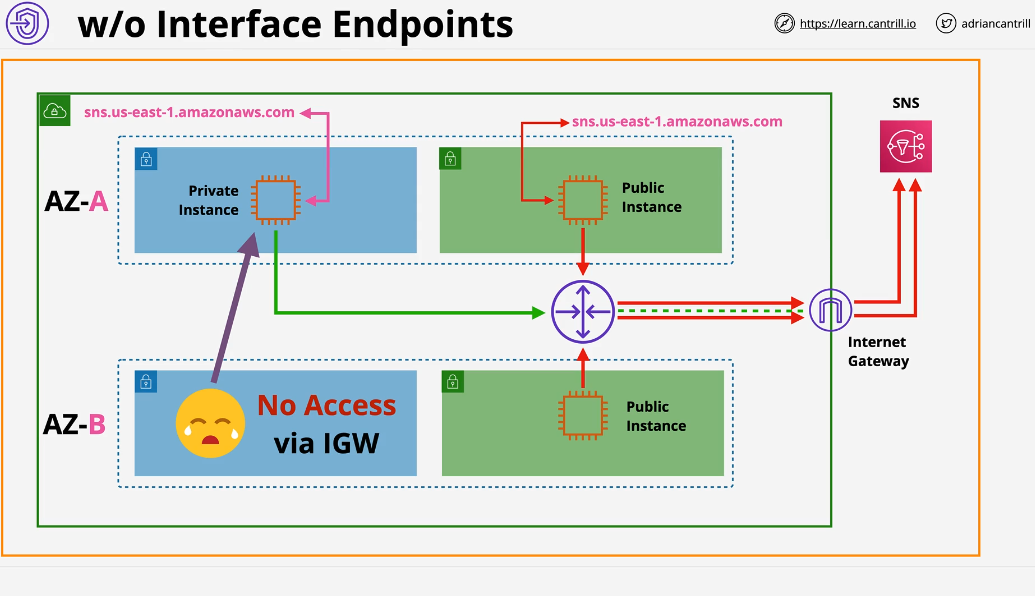 w/o Interface Endpoints
https://learn.cantrill.io
adriancantrill
SNS
sns.us-east-1.amazonaws.com
sns.us-east-1.amazonaws.com
AZ-A
Private
Instance
Public
Instance
Internet
Gateway
AZ-B
No Access
via IGW
Public
Instance